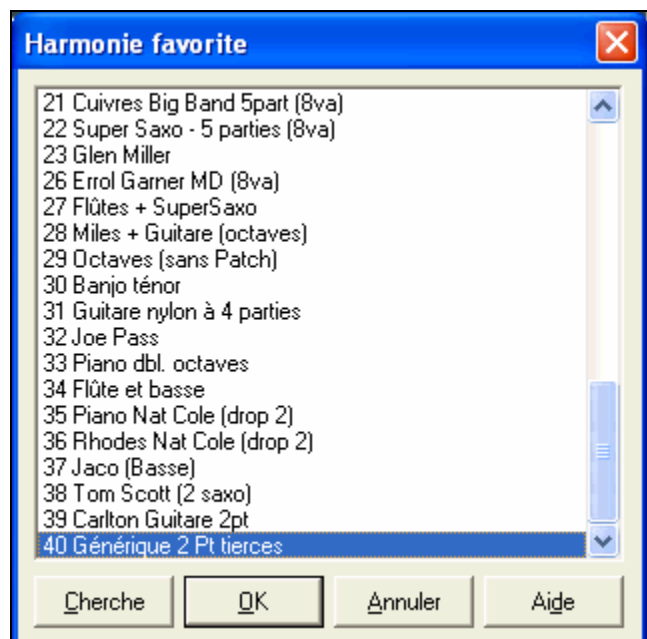 Harmonie favorite
21 Cuivres Big Band 5part (8va)
22 Super Saxo - 5 parties (8va)
23 Glen Miller
26 Errol Garner MD (8va)
27 Flûtes + SuperSaxo
28 Miles + Guitare (octaves)
29 Octaves (sans Patch)
30 Banjo ténor
31 Guitare nylon à 4 parties
32 Joe Pass
33 Piano dbl. octaves
34 Flûte et basse
35 Piano Nat Cole (drop 2)
36 Rhodes Nat Cole (drop 2)
37 Jaco (Basse)
38 Tom Scott (2 saxo)
39 Carlton Guitare 2pt
40 Générique 2 Pt tierces
Cherche OK Annuler Aide